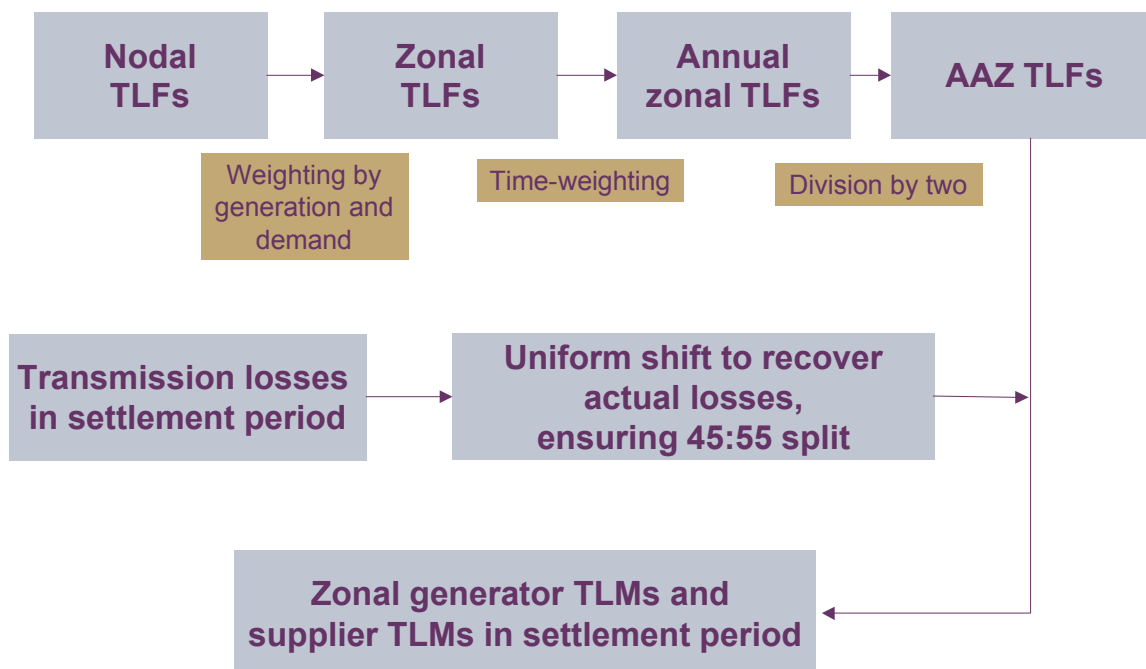 Nodal
TLFs
Zonal
TLFs
Annual
zonal TLFs
AAZ TLFs
Weighting by
generation and
demand
Time-weighting
Division by two
Transmission losses
in settlement period
Uniform shift to recover
actual losses,
ensuring 45:55 split
Zonal generator TLMs and
supplier TLMs in settlement period